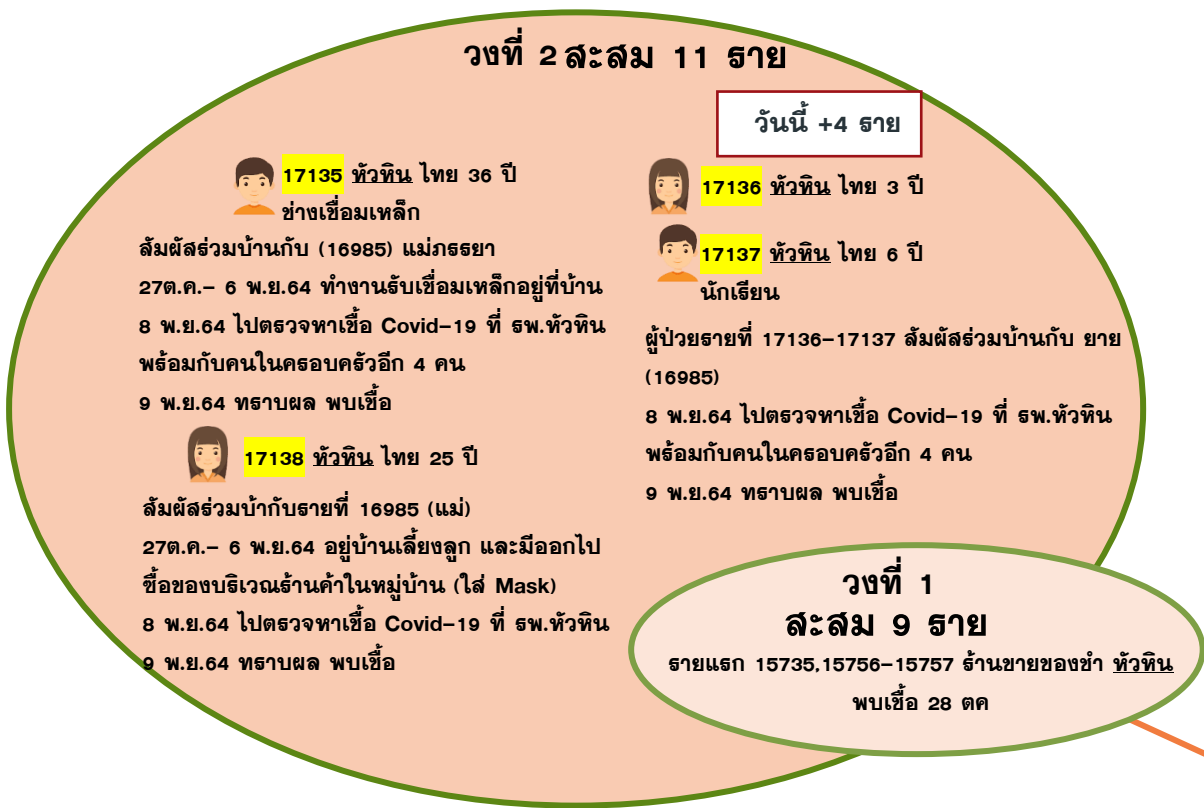 วงที่ 2 สะสม 11 ราย
วันนี้ +4 ราย
17135 หัวหิน ไทย 36 ปี
ช่างเชื่อมเหล็ก
สัมผัสร่วมบ้านกับ (16985) แม่ภรรยา
27ต.ค.– 6 พ.ย.64 ทำงานรับเชื่อมเหล็กอยู่ที่บ้าน
8 พ.ย.64 ไปตรวจหาเชื้อ Covid–19 ที่ รพ.หัวหิน
พร้อมกับคนในครอบครัวอีก 4 คน
9 พ.ย.64 ทราบผล พบเชื้อ
17138 หัวหิน ไทย 25 ปี
สัมผัสร่วมบ้ากับรายที่ 16985 (แม่)
27ต.ค.– 6 พ.ย.64 อยู่บ้านเลี้ยงลูก และมีออกไป
ซื้อของบริเวณร้านค้าในหมู่บ้าน (ใส่ Mask)
8 พ.ย.64 ไปตรวจหาเชื้อ Covid–19 ที่ รพ.หัวหิน
9 พ.ย.64 ทราบผล พบเชื้อ
17136 หัวหิน ไทย 3 ปี
17137 หัวหิน ไทย 6 ปี
นักเรียน
ผู้ป่วยรายที่ 17136–17137 สัมผัสร่วมบ้านกับ ยาย
(16985)
8 พ.ย.64 ไปตรวจหาเชื้อ Covid–19 ที่ รพ.หัวหิน
พร้อมกับคนในครอบครัวอีก 4 คน
9 พ.ย.64 ทราบผล พบเชื้อ
วงที่ 1
สะสม 9 ราย
รายแรก 15735,15756–15757 ร้านขายของชำ หัวหิน
พบเชื้อ 28 ตค